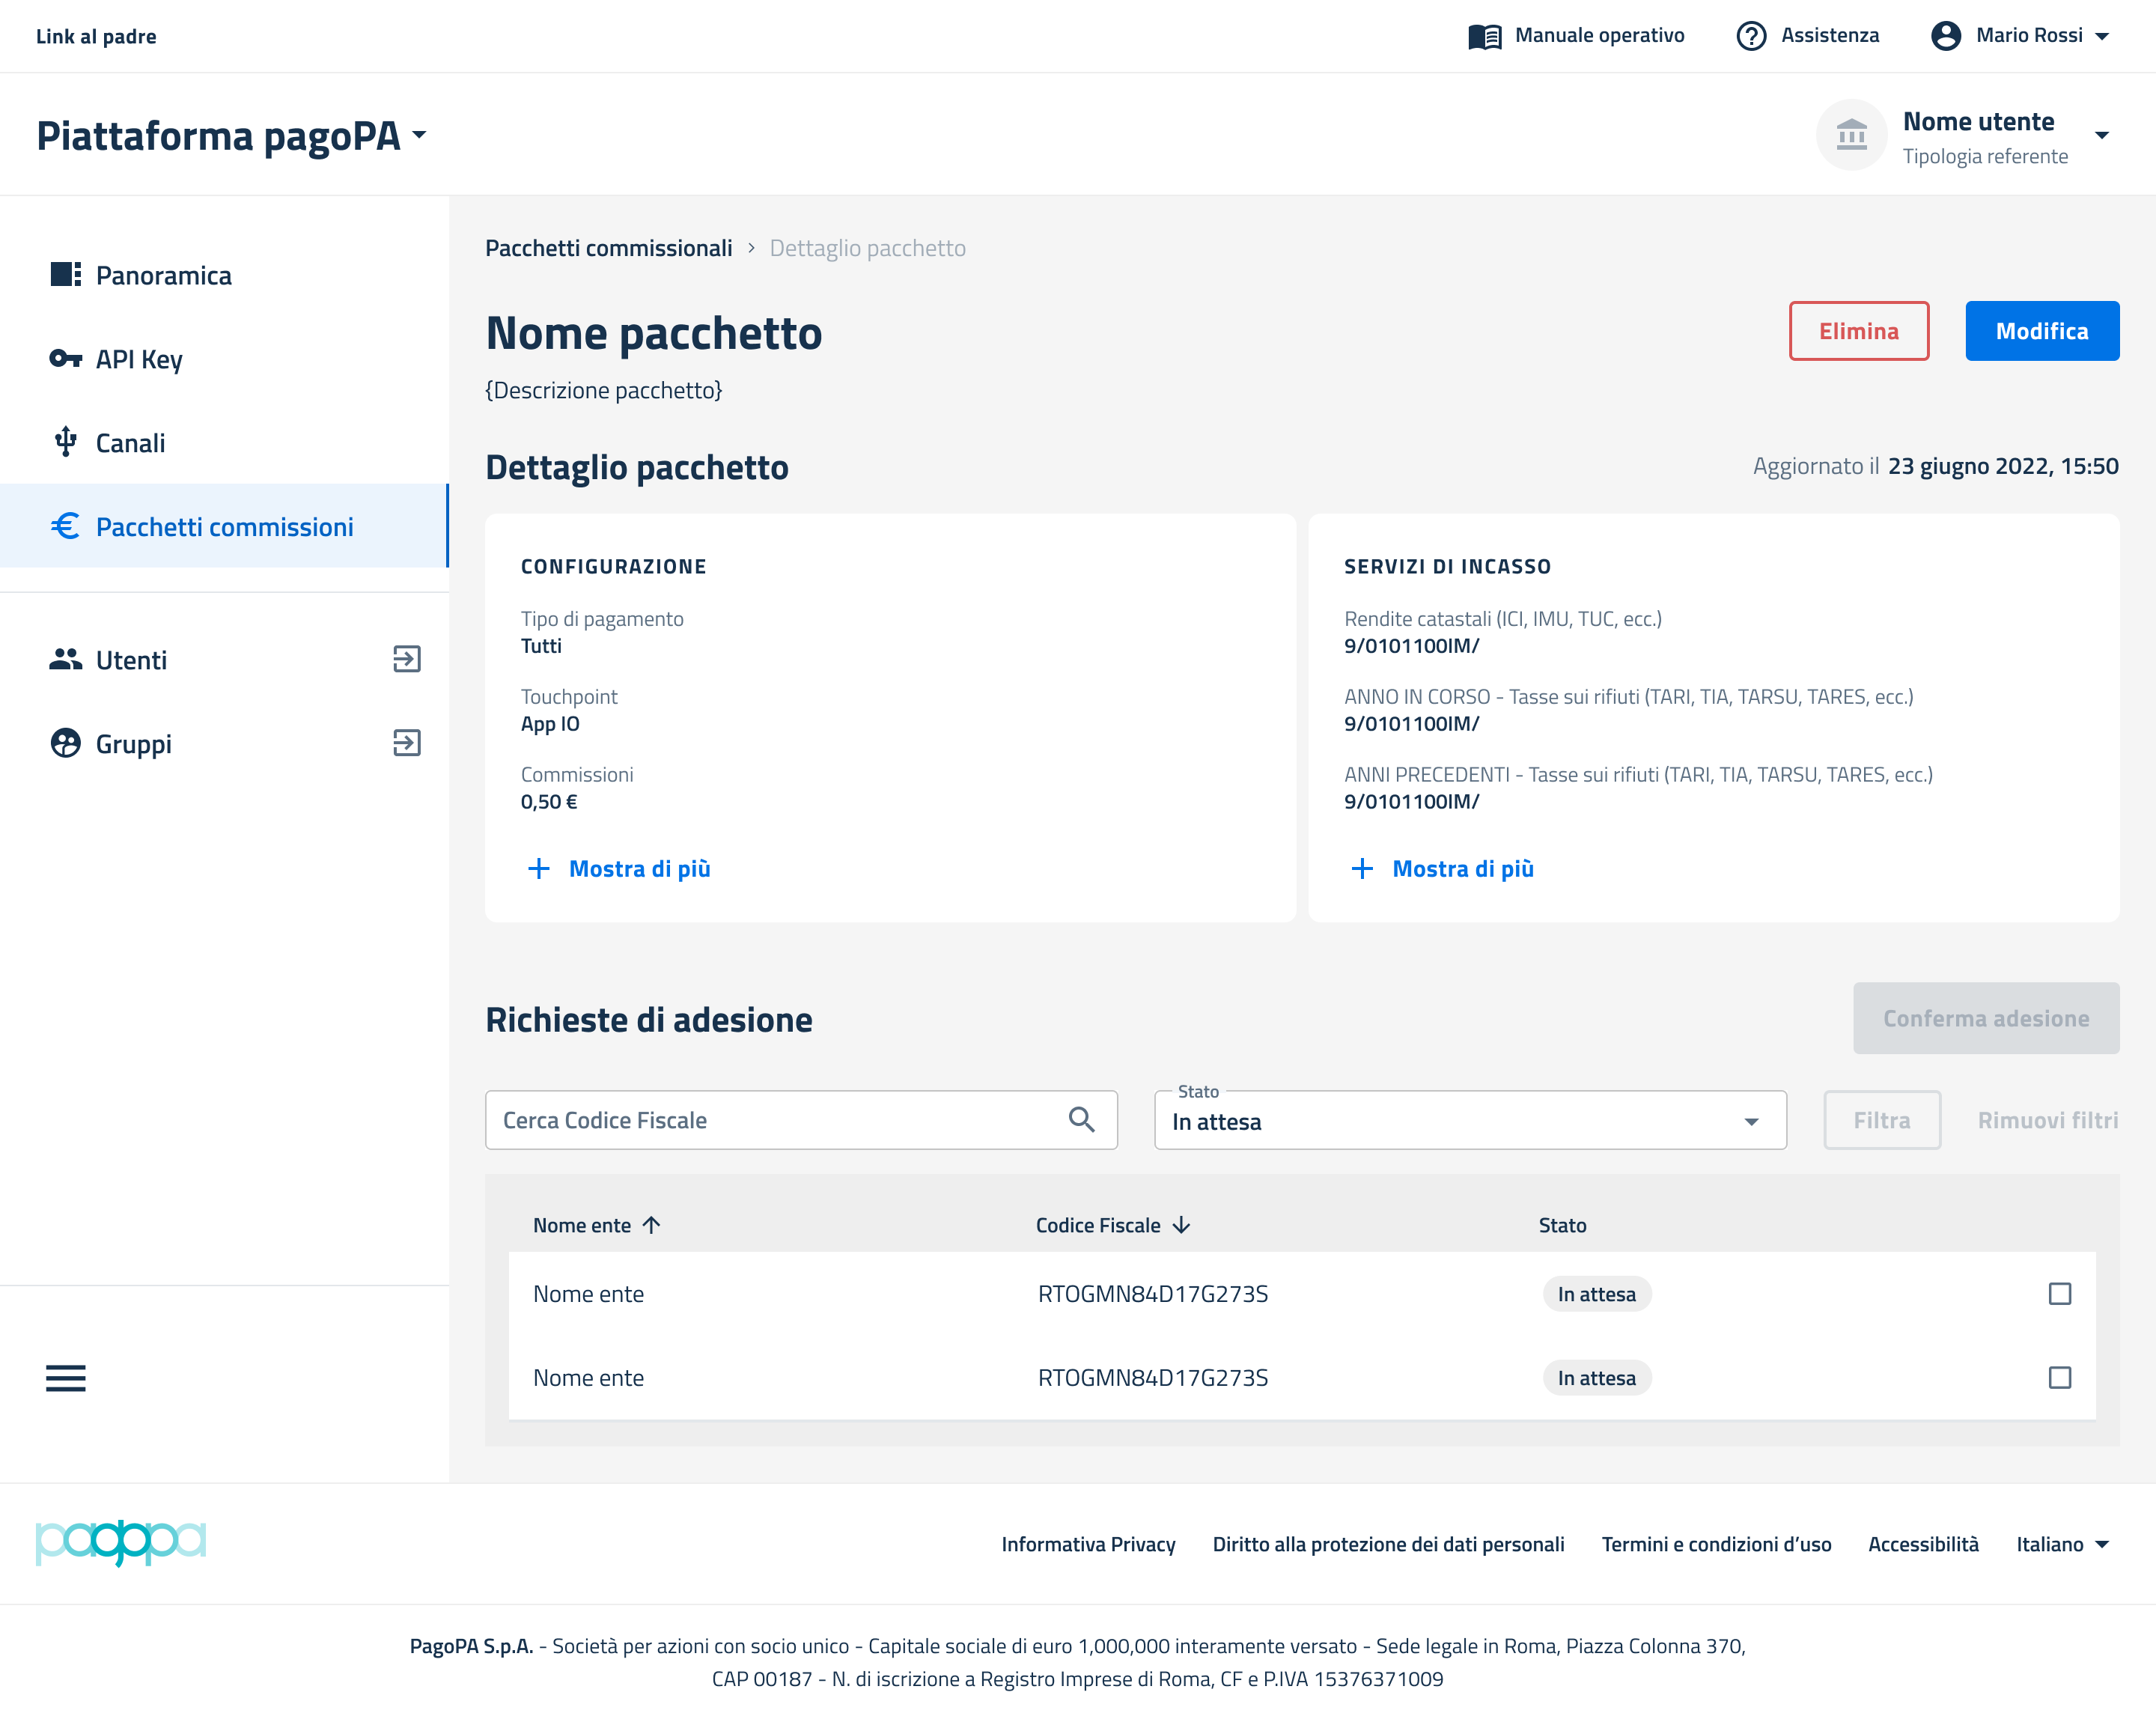 Link al padre
Manuale operativo
Assistenza
Mario Rossi
Piattaforma pagoPA
Nome utente
Tipologia referente
Panoramica
API Key
Canali
Pacchetti commissioni
Utenti
Gruppi
Pacchetti commissionali > Dettaglio pacchetto
Nome pacchetto
Elimina
Modifica
{Descrizione pacchetto}
Dettaglio pacchetto
Aggiornato il 23 giugno 2022, 15:50
CONFIGURAZIONE
Tipo di pagamento
Tutti
Touchpoint
App IO
Commissioni
0,50 €
Mostra di più
SERVIZI DI INCASSO
Rendite catastali (ICI, IMU, TUC, ecc.)
9/0101100IM/
ANNO IN CORSO - Tasse sui rifiuti (TARI, TIA, TARSU, TARES, ecc.)
9/0101100IM/
ANNI PRECEDENTI - Tasse sui rifiuti (TARI, TIA, TARSU, TARES, ecc.)
9/0101100IM/
Mostra di più
Richieste di adesione
Conferma adesione
Cerca Codice Fiscale
Stato
In attesa
Filtra
Rimuovi filtri
Nome ente Codice Fiscale Stato
Nome ente RTOGMN84D17G273S In attesa
Nome ente RTOGMN84D17G273S In attesa
pagopa
Informativa Privacy
Diritto alla protezione dei dati personali
Termini e condizioni d’uso
Accessibilità
Italiano
PagoPA S.p.A. - Società per azioni con socio unico - Capitale sociale di euro 1,000,000 interamente versato - Sede legale in Roma, Piazza Colonna 370,
CAP 00187 - N. di iscrizione a Registro Imprese di Roma, CF e P.IVA 15376371009